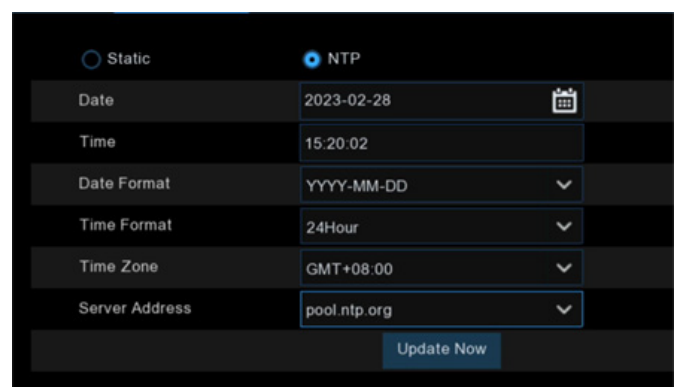 Static NTP
Date 2023-02-28
Time 15:20:02
Date Format YYYY-MM-DD
Time Format 24Hour
Time Zone GMT+08:00
Server Address pool.ntp.org
Update Now